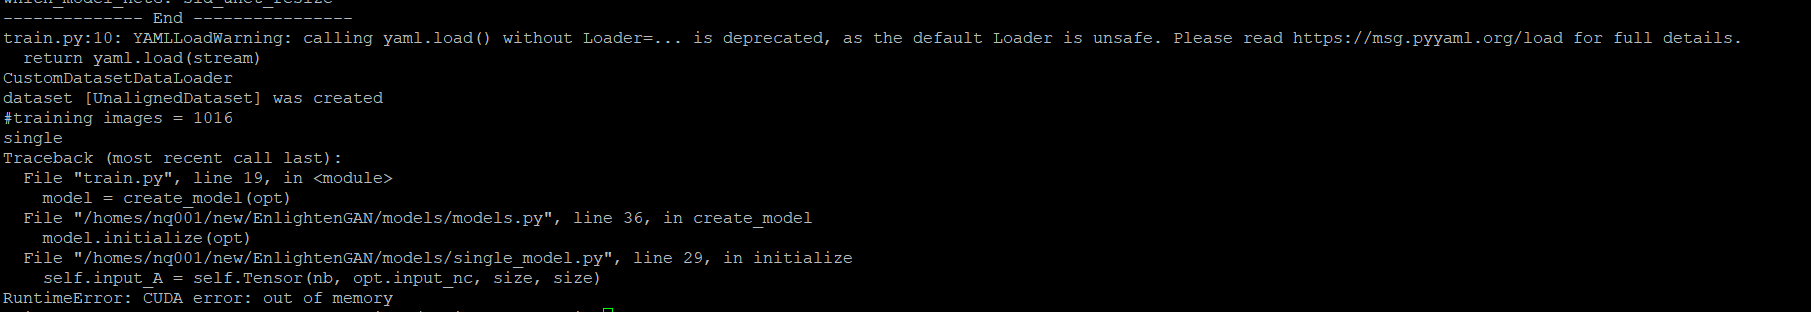 which_model_netG: sid_unet_resize
-------------- End ----------------
train.py:10: YAMLLoadWarning: calling yaml.load() without Loader=... is deprecated, as the default Loader is unsafe. Please read https://msg.pyyaml.org/load for full details.
  return yaml.load(stream)
CustomDatasetDataLoader
dataset [UnalignedDataset] was created
#training images = 1016
single
Traceback (most recent call last):
  File "train.py", line 19, in <module>
    model = create_model(opt)
  File "/homes/nq001/new/EnlightenGAN/models/models.py", line 36, in create_model
    model.initialize(opt)
  File "/homes/nq001/new/EnlightenGAN/models/single_model.py", line 29, in initialize
    self.input_A = self.Tensor(nb, opt.input_nc, size, size)
RuntimeError: CUDA error: out of memory